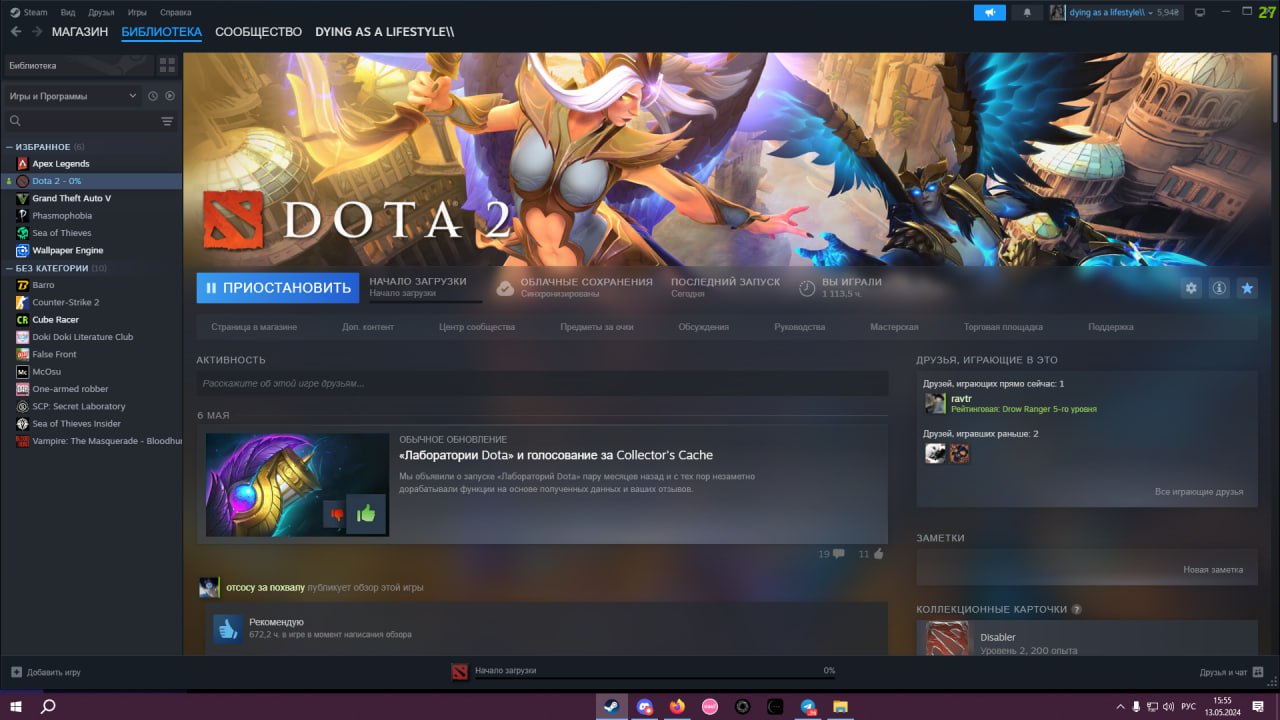 Steam Вид Друзья Игры Справка
dying as a lifestyle\\ 5,94₴
27
МАГАЗИН БИБЛИОТЕКА СООБЩЕСТВО DYING AS A LIFESTYLE\\
Библиотека
Игры и Программы
— ИЗБРАННОЕ (6)
Apex Legends
Dota 2 - 0%
Grand Theft Auto V
Phasmophobia
Sea of Thieves
Wallpaper Engine
— БЕЗ КАТЕГОРИИ (10)
Barro
Counter-Strike 2
Cube Racer
Doki Doki Literature Club
False Front
McOsu
One-armed robber
SCP: Secret Laboratory
Sea of Thieves Insider
Vampire: The Masquerade - Bloodhu
DOTA 2
ПРИОСТАНОВИТЬ
НАЧАЛО ЗАГРУЗКИ
Начало загрузки
ОБЛАЧНЫЕ СОХРАНЕНИЯ
Синхронизированы
ПОСЛЕДНИЙ ЗАПУСК
Сегодня
ВЫ ИГРАЛИ
1 113,5 ч.
Страница в магазине Доп. контент Центр сообщества Предметы за очки Обсуждения Руководства Мастерская Торговая площадка Поддержка
АКТИВНОСТЬ
Расскажите об этой игре друзьям...
6 МАЯ
ОБЫЧНОЕ ОБНОВЛЕНИЕ
«Лаборатории Dota» и голосование за Collector's Cache
Мы объявили о запуске «Лабораторий Dota» пару месяцев назад и с тех пор незаметно
дорабатывали функции на основе полученных данных и ваших отзывов.
19 11
отсосу за похвалу публикует обзор этой игры
Рекомендую
672,2 ч. в игре в момент написания обзора
ДРУЗЬЯ, ИГРАЮЩИЕ В ЭТО
Друзей, играющих прямо сейчас: 1
ravtr
Рейтинговая: Drow Ranger 5-го уровня
Друзей, игравших раньше: 2
Все играющие друзья
ЗАМЕТКИ
Новая заметка
КОЛЛЕКЦИОННЫЕ КАРТОЧКИ ?
Disabler
Уровень 2, 200 опыта
Добавить игру
Начало загрузки 0%
Друзья и чат
РУС
15:55
13.05.2024